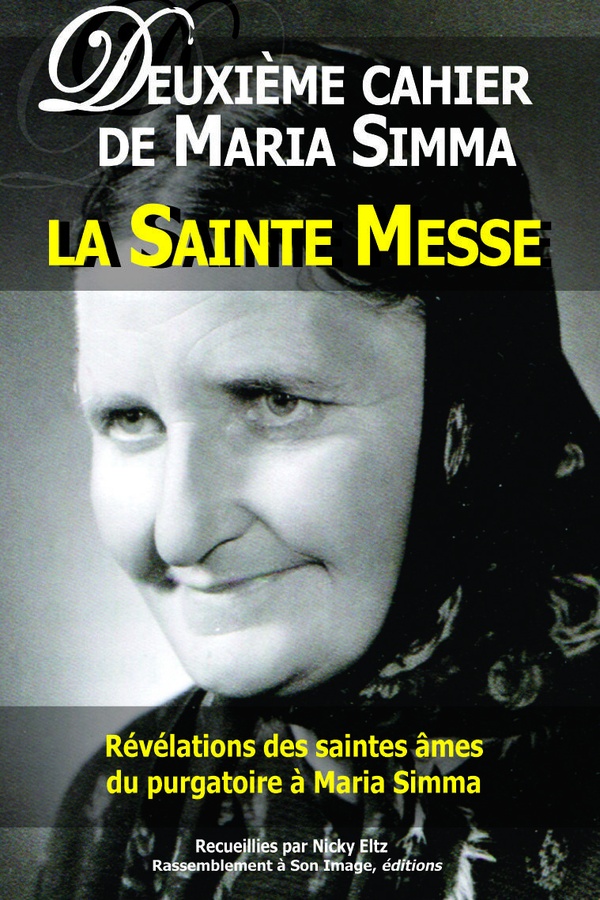 Deuxième cahier
de Maria Simma
la Sainte Messe
Révélations des saintes âmes
du purgatoire à Maria Simma
Recueillies par Nicky Eltz
Rassemblement à Son Image, éditions